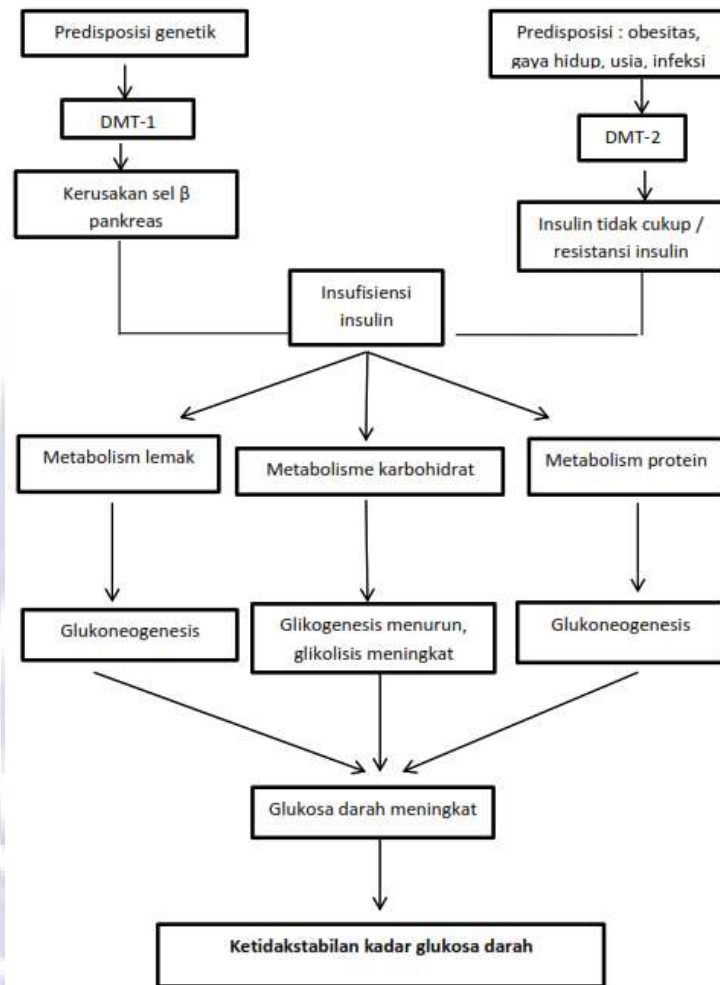 Predisposisi genetik
Predisposisi : obesitas,
gaya hidup, usia, infeksi
DMT-1
DMT-2
Kerusakan sel β
pankreas
Insulin tidak cukup /
resistansi insulin
Insufisiensi
insulin
Metabolism lemak
Metabolisme karbohidrat
Metabolism protein
Glukoneogenesis
Glikogenesis menurun,
glikolisis meningkat
Glukoneogenesis
Glukosa darah meningkat
Ketidakstabilan kadar glukosa darah